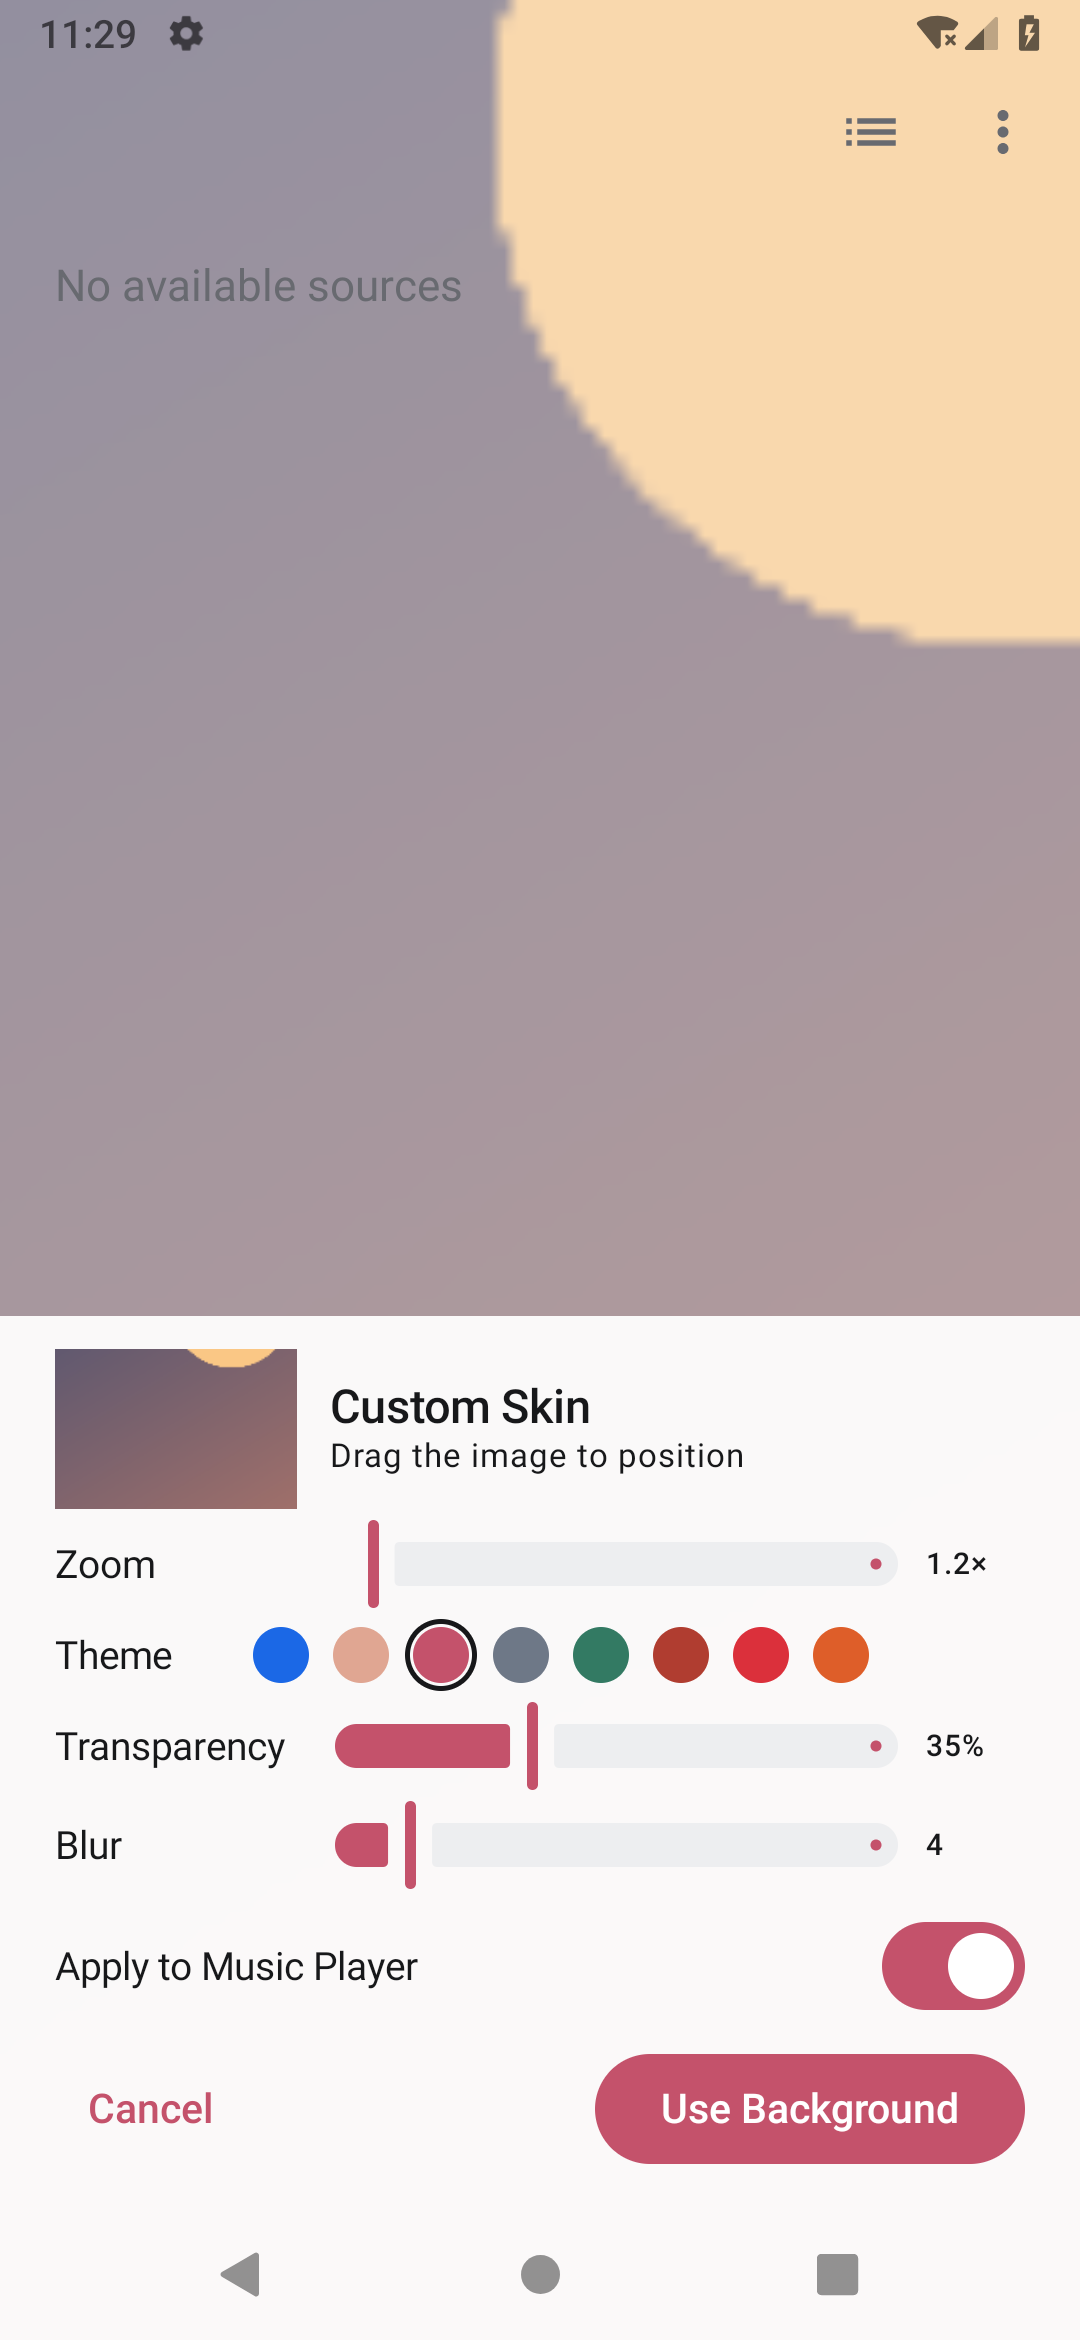 11:29
No available sources
Custom Skin
Drag the image to position
Zoom 1.2×
Theme
Transparency 35%
Blur 4
Apply to Music Player
Cancel Use Background